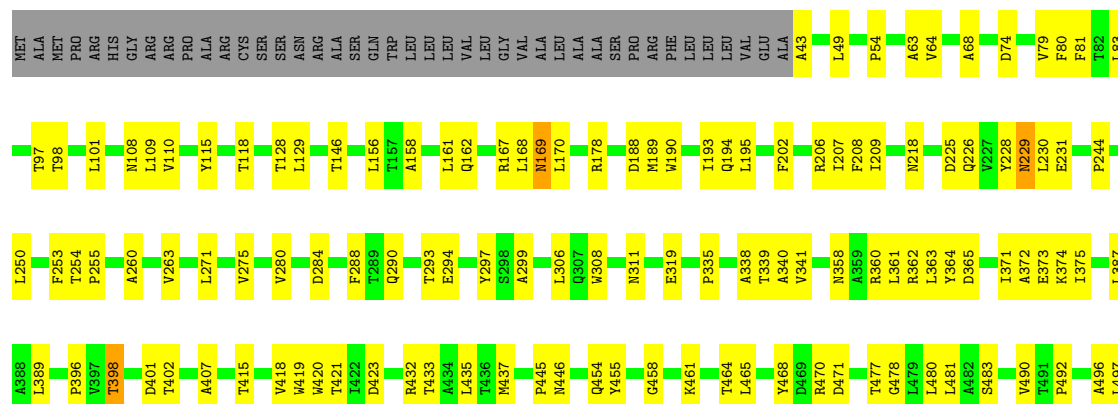 MET ALA MET PRO ARG HIS GLY ARG ARG PRO ALA ARG CYS SER SER ASN ARG ALA SER GLN TRP LEU LEU LEU VAL LEU GLY VAL ALA LEU ALA ALA SER PRO ARG PHE LEU LEU LEU VAL GLU ALA A43 L49 P54 A63 V64 A68 D74 V79 F80 F81 T82 L83
T97 T98 L101 N108 L109 V110 Y115 T118 T128 L129 T146 L156 T157 A158 L161 Q162 R167 L168 N169 L170 R178 D188 M189 W190 I193 Q194 L195 F202 R206 I207 F208 I209 N218 D225 Q226 V227 Y228 N229 L230 E231 P244
L250 F253 T254 P255 A260 V263 L271 V275 V280 D284 F288 T289 Q290 T293 E294 Y297 S298 A299 L306 Q307 W308 N311 E319 P335 A338 T339 A340 V341 N358 A359 R360 L361 R362 L363 Y364 D365 I371 A372 E373 K374 I375
A388 L389 P396 V397 T398 D401 T402 A407 T415 V418 W419 W420 T421 I422 D423 R432 T433 A434 L435 T436 M437 P445 N446 Q454 Y455 G458 K461 T464 L465 Y468 D469 R470 D471 T477 G478 L479 L480 L481 A482 S483 V490 T491 P492 A496